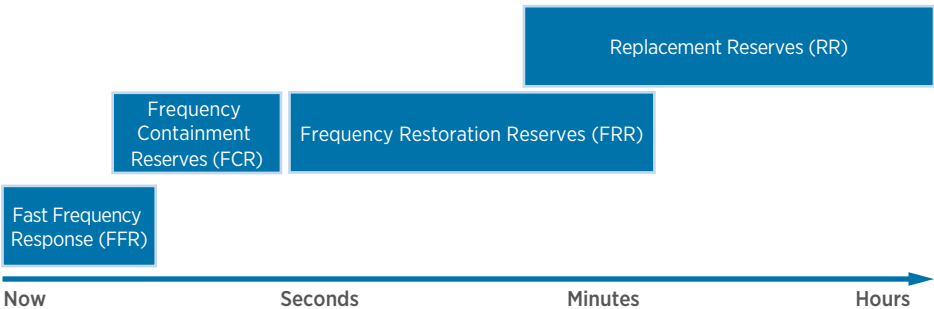 Replacement Reserves (RR)
Frequency
Containment
Reserves (FCR)
Frequency Restoration Reserves (FRR)
Fast Frequency
Response (FFR)
Now Seconds Minutes Hours